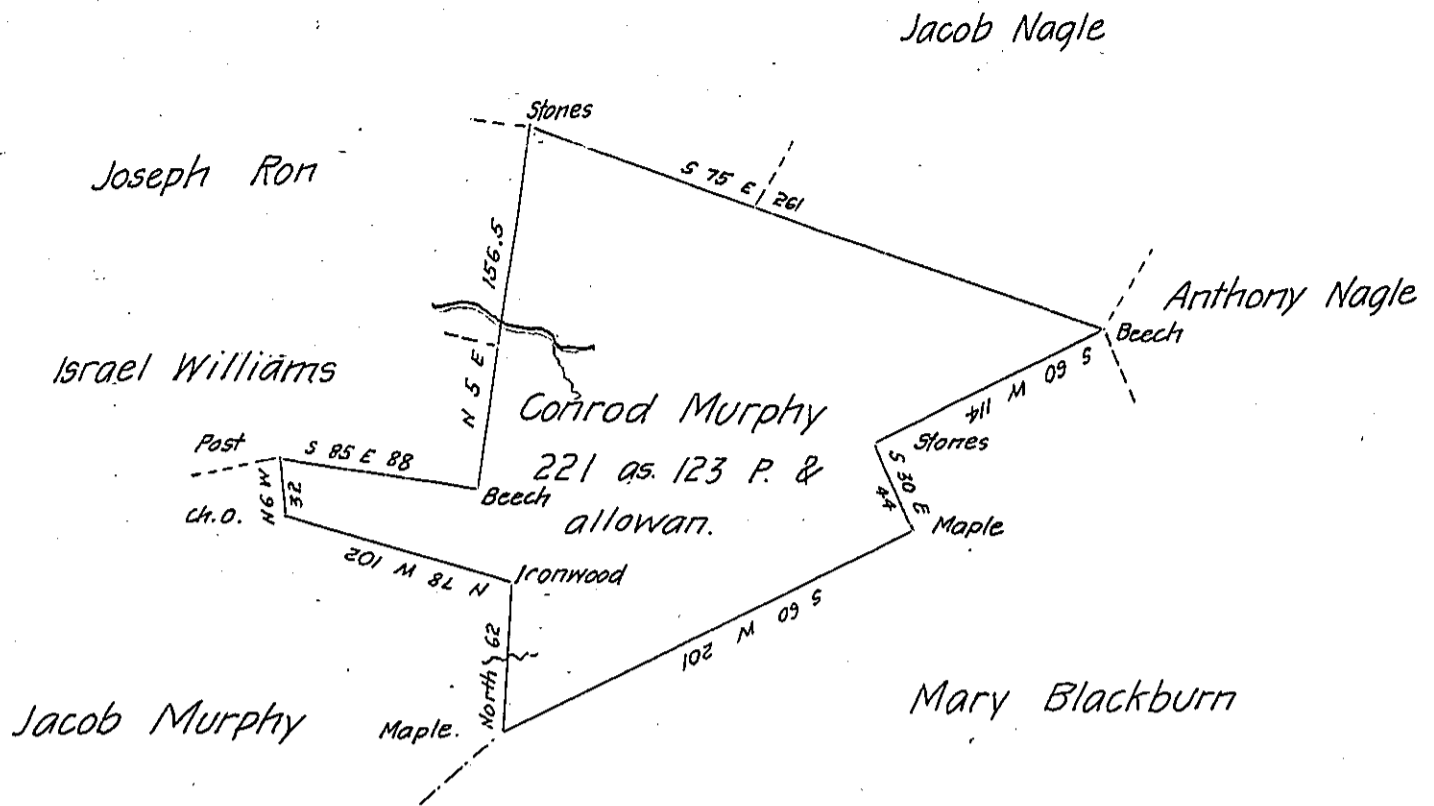 Jacob Nagle
Stones
Joseph Ron
S 75 E 261
156.5
Anthony Nagle
Beech
Israel Williams
N 5 E
S 60 W 114
Conrod Murphy
Post
S 85 E 88
Stones
221 as. 123 P. &
N 6 W
32
Beech
S 30 E
44
Ch.O.
allowan.
Maple
N 78 W 102
Ironwood
S 60 W 201
North 62
Mary Blackburn
Jacob Murphy
Maple.